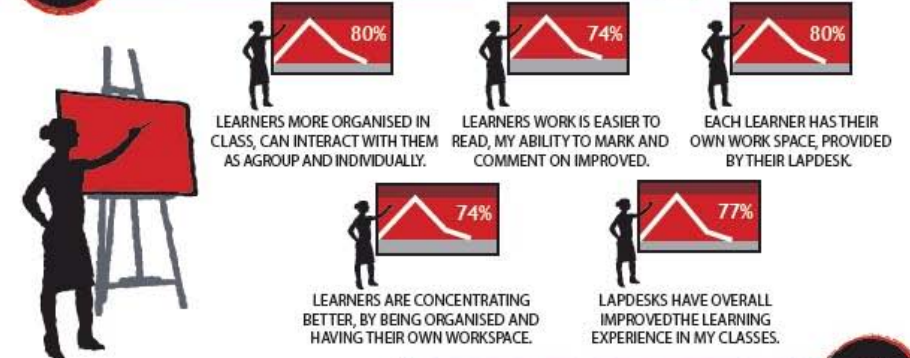 80%
LEARNERS MORE ORGANISED IN
CLASS, CAN INTERACT WITH THEM
AS AGROUP AND INDIVIDUALLY.
74%
LEARNERS WORK IS EASIER TO
READ, MY ABILITY TO MARK AND
COMMENT ON IMPROVED.
80%
EACH LEARNER HAS THEIR
OWN WORK SPACE, PROVIDED
BY THEIR LAPDESK.
74%
LEARNERS ARE CONCENTRATING
BETTER, BY BEING ORGANISED AND
HAVING THEIR OWN WORKSPACE.
77%
LAPDESKS HAVE OVERALL
IMPROVEDTHE LEARNING
EXPERIENCE IN MY CLASSES.